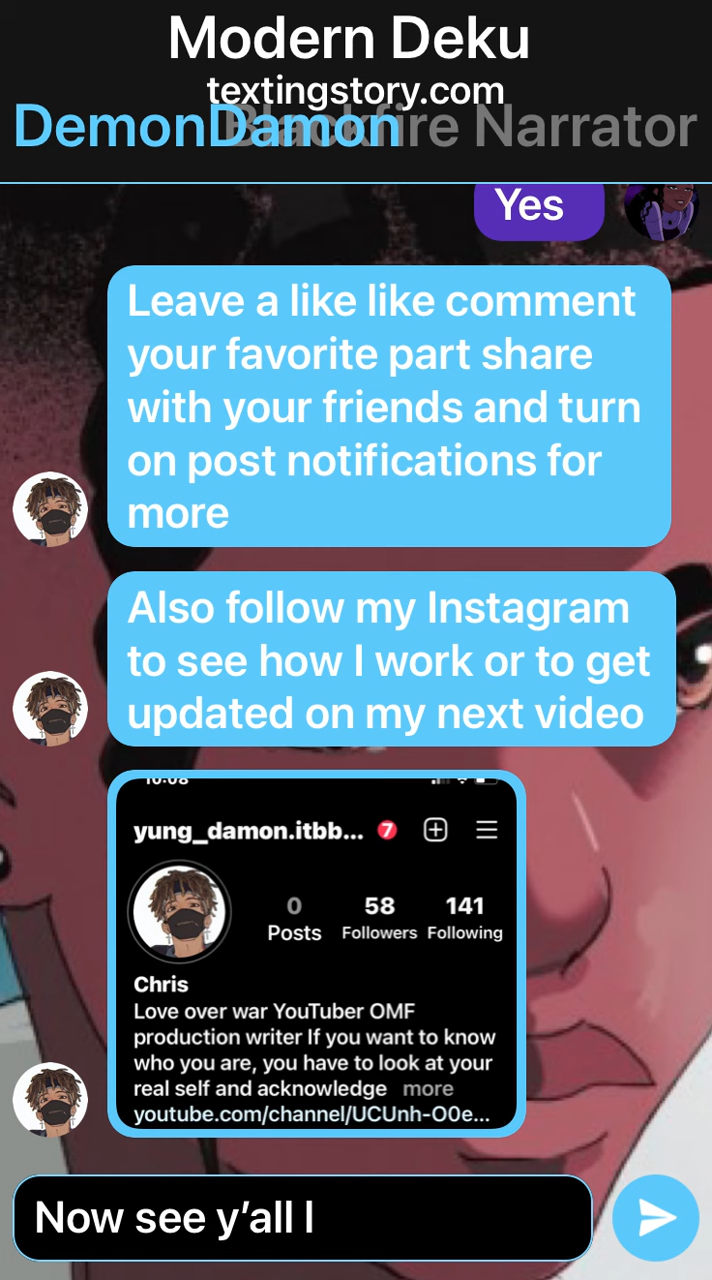 Modern Deku
textingstory.com
DemonDamon Blackfire Narrator
Yes
Leave a like like comment
your favorite part share
with your friends and turn
on post notifications for
more
Also follow my Instagram
to see how I work or to get
updated on my next video
10:08
yung_damon.itbb... 7
0 58 141
Posts Followers Following
Chris
Love over war YouTuber OMF
production writer If you want to know
who you are, you have to look at your
real self and acknowledge more
youtube.com/channel/UCUnh-O0e...
Now see y’all l